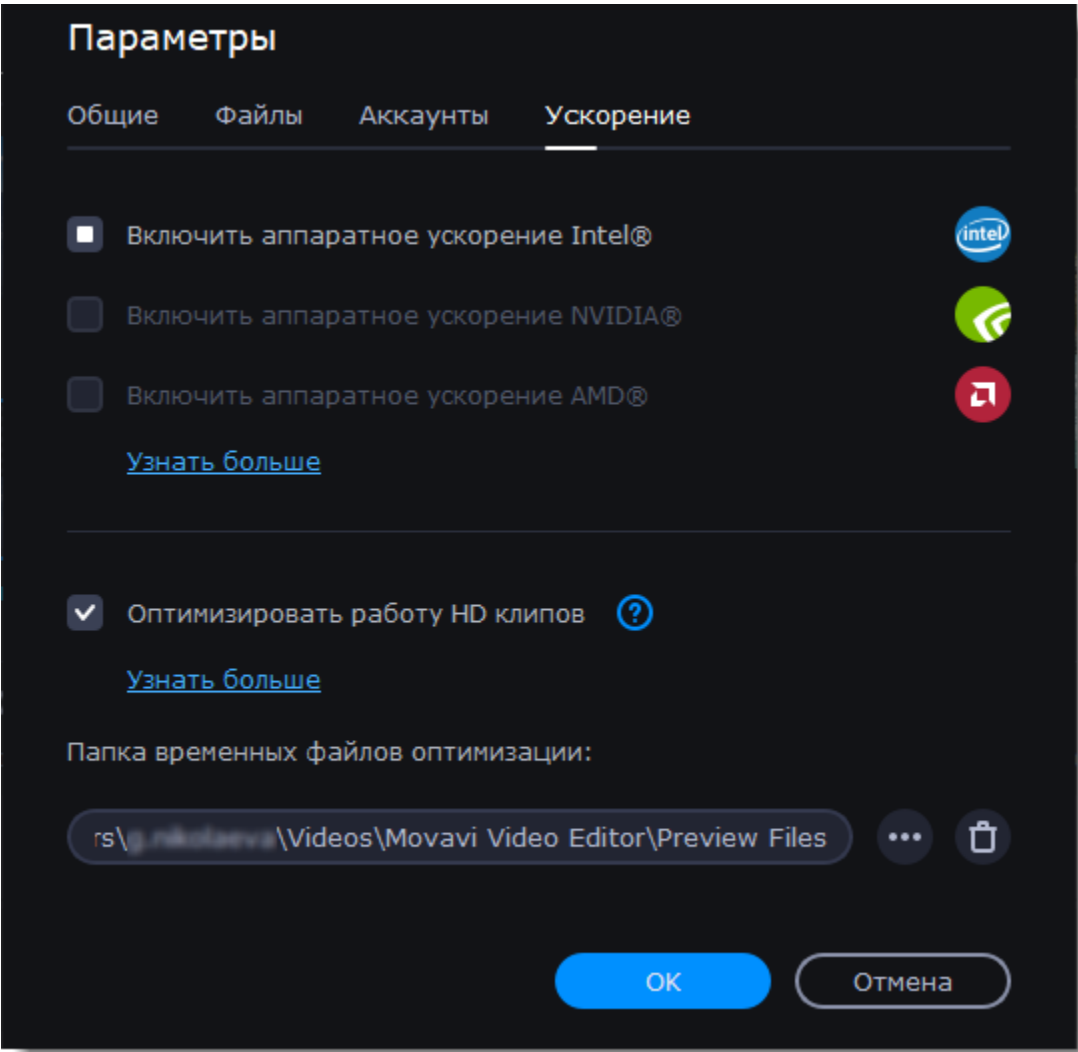 Параметры
Общие Файлы Аккаунты Ускорение
Включить аппаратное ускорение Intel®
intel
Включить аппаратное ускорение NVIDIA®
Включить аппаратное ускорение AMD®
Узнать больше
Оптимизировать работу HD клипов ?
Узнать больше
Папка временных файлов оптимизации:
rs\ \Videos\Movavi Video Editor\Preview Files
OK Отмена